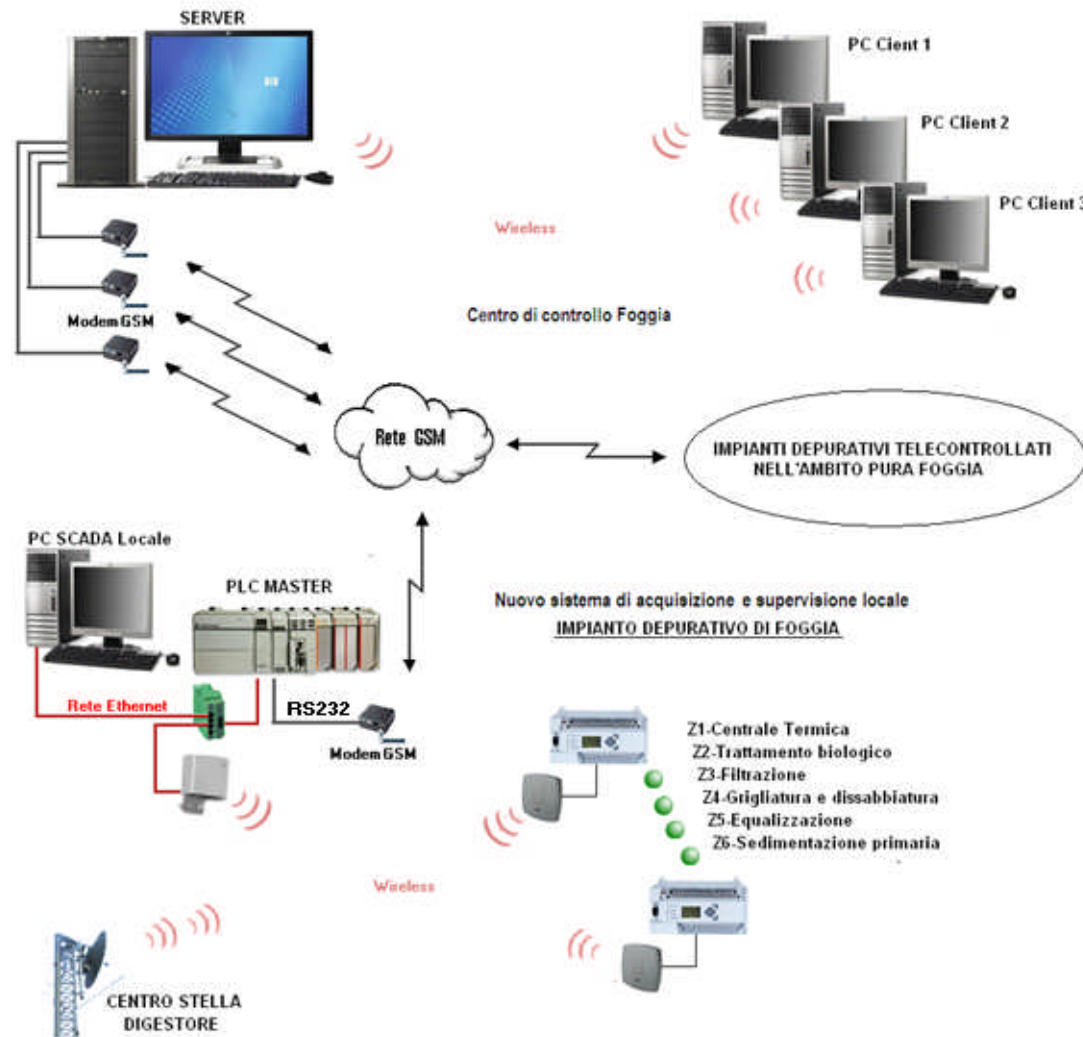 SERVER
PC Cient 1
PC Client 2
PC Client 3
Wireless
Modem GSM
Centro di controllo Foggia
Rete GSM
IMPIANTI DEPURATIVI TELECONTROLLATI
NELL'AMBITO PURA FOGGIA
PC SCADA Locale
PLC MASTER
Nuovo sistema di acquisizione e supervisione locale
IMPIANTO DEPURATIVO DI FOGGIA
Rete Ethernet
RS232
Modem GSM
Z1-Centrale Termica
Z2-Trattamento biologico
Z3-Filtrazione
Z4-Grigliatura e dissabbiatura
Z5-Equalizzazione
Z6-Sedimentazione primaria
Wireless
CENTRO STELLA
DIGESTORE